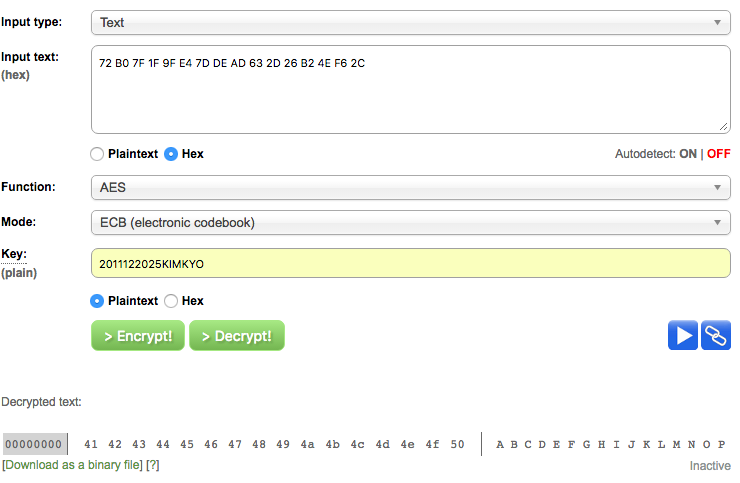 Input type: Text
Input text: 72 B0 7F 1F 9F E4 7D DE AD 63 2D 26 B2 4E F6 2C
(hex)
Plaintext Hex Autodetect: ON | OFF
Function: AES
Mode: ECB (electronic codebook)
Key: 2011122025KIMKYO
(plain)
Plaintext Hex
> Encrypt! > Decrypt!
Decrypted text:
00000000 41 42 43 44 45 46 47 48 49 4a 4b 4c 4d 4e 4f 50 A B C D E F G H I J K L M N O P
[Download as a binary file] [?] Inactive